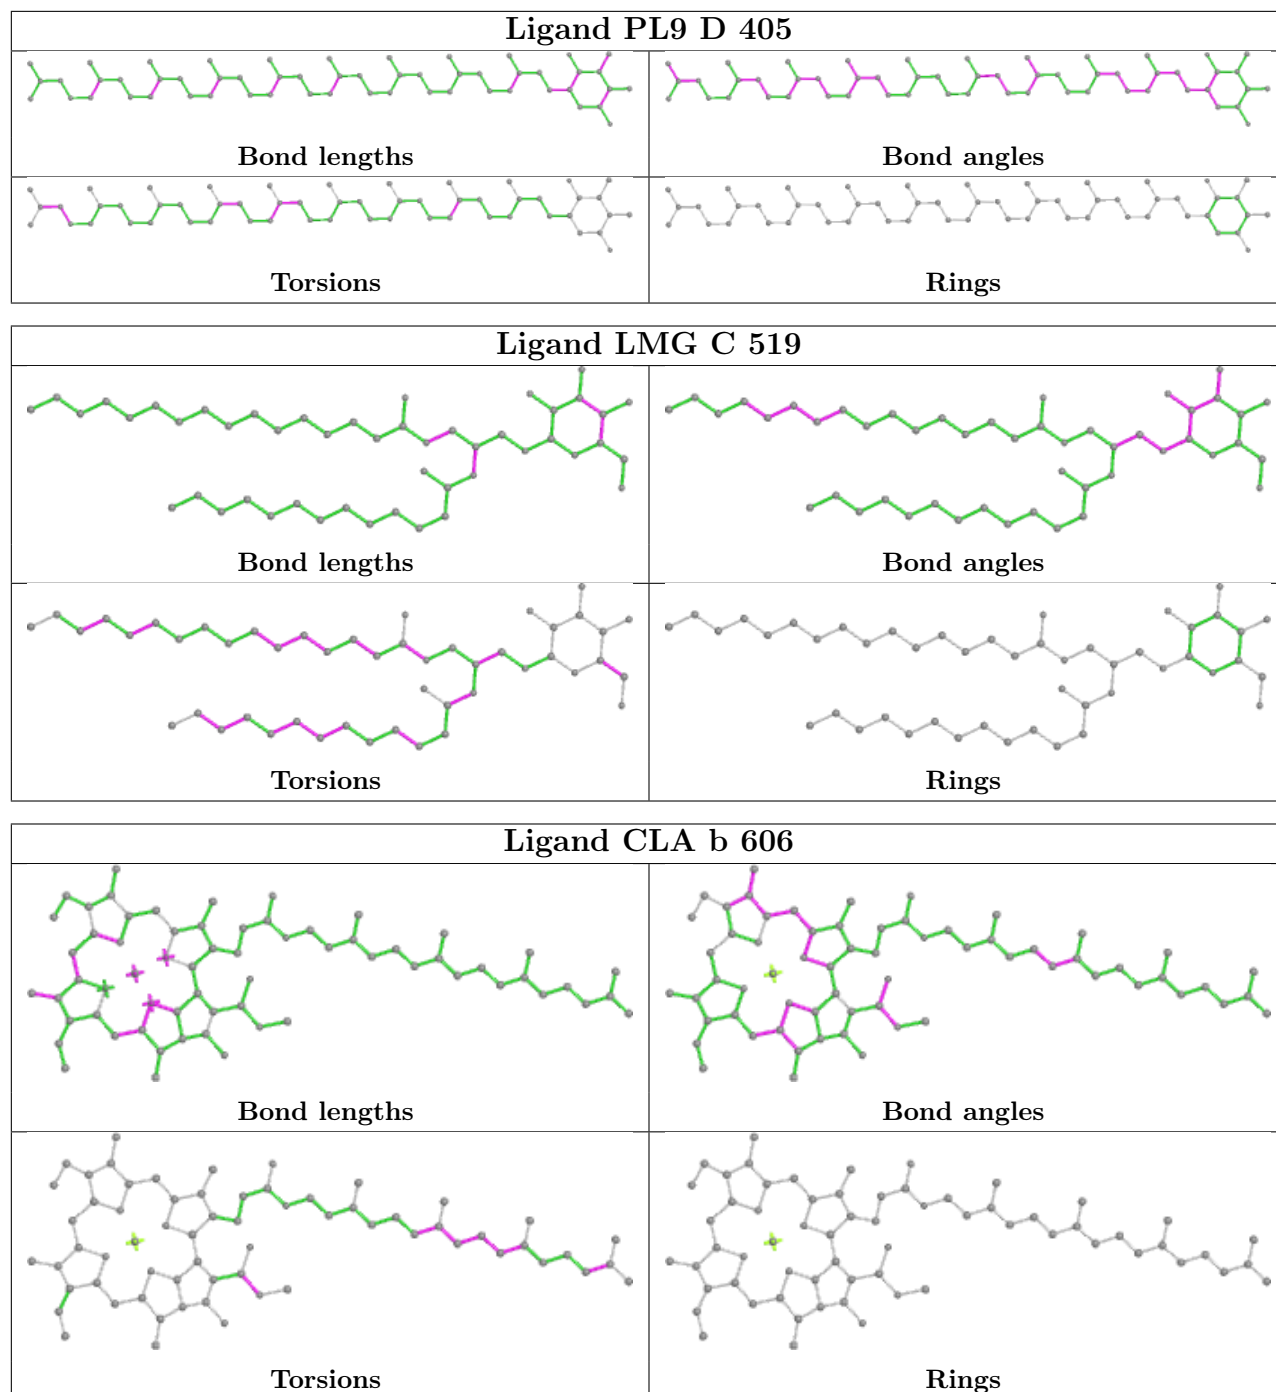 Ligand PL9 D 405
Bond lengths
Bond angles
Torsions
Rings
Ligand LMG C 519
Bond lengths
Bond angles
Torsions
Rings
Ligand CLA b 606
Bond lengths
Bond angles
Torsions
Rings